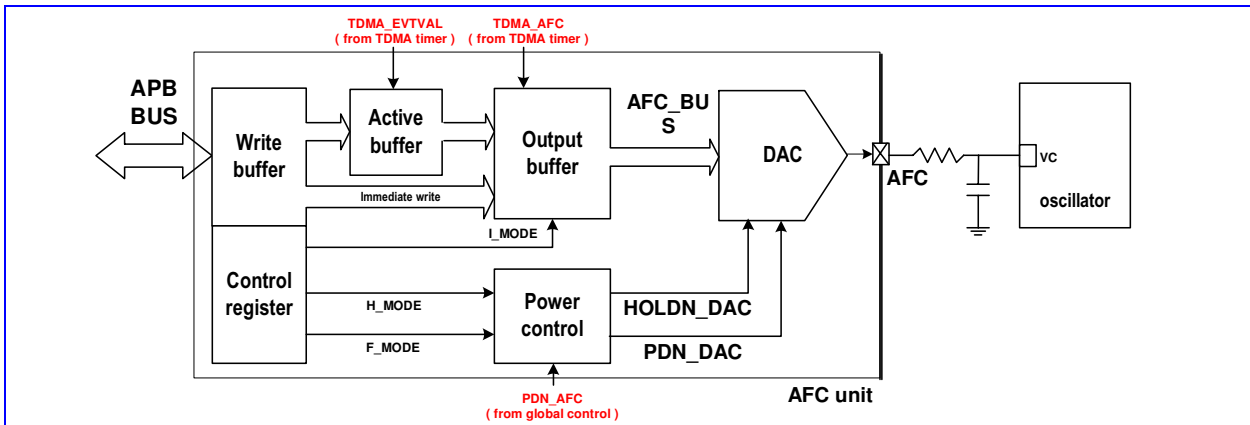 TDMA_EVTVAL
( from TDMA timer )
TDMA_AFC
( from TDMA timer )
APB
BUS
Write
buffer
Active
buffer
Output
buffer
AFC_BU
S
DAC
AFC
VC
oscillator
Immediate write
I_MODE
Control
register
H_MODE
F_MODE
Power
control
HOLDN_DAC
PDN_DAC
PDN_AFC
( from global control )
AFC unit